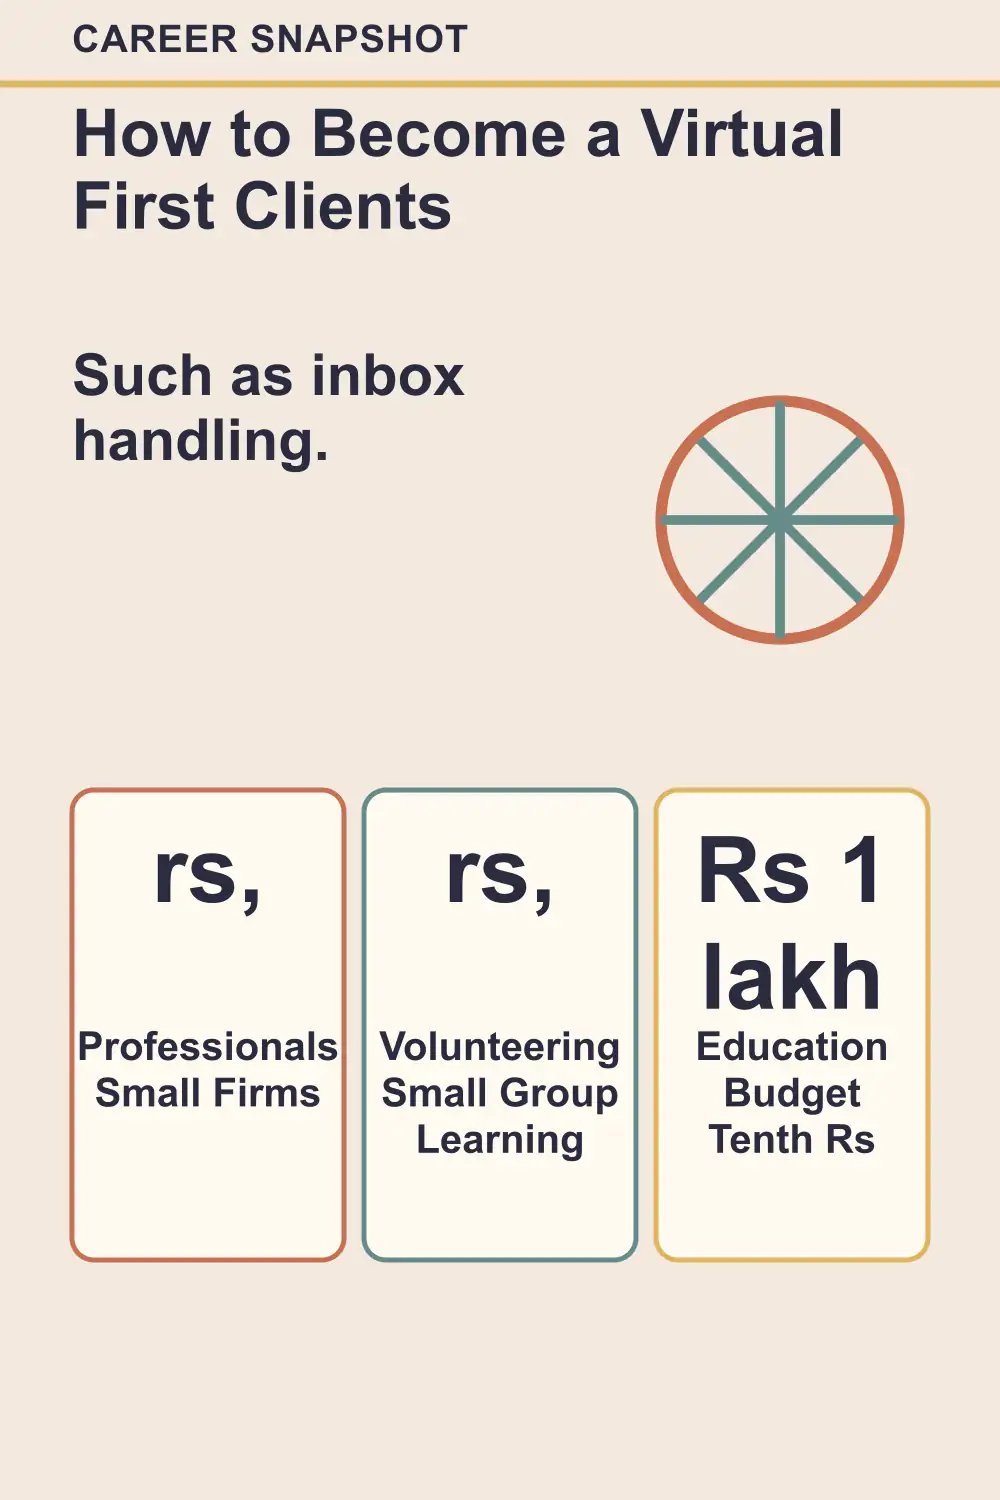 CAREER SNAPSHOT
How to Become a Virtual
First Clients
Such as inbox
handling.
rs,
Professionals
Small Firms
rs,
Volunteering
Small Group
Learning
Rs 1
lakh
Education
Budget
Tenth Rs